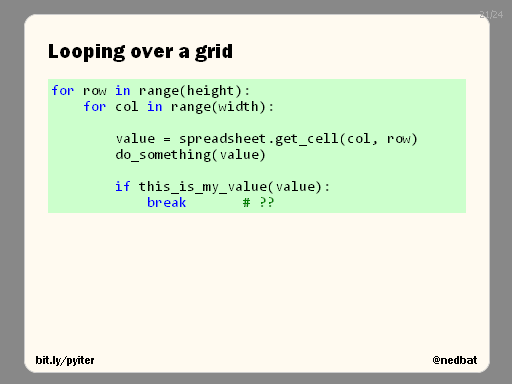 21/24
Looping over a grid
for row in range(height):
    for col in range(width):
        value = spreadsheet.get_cell(col, row)
        do_something(value)
        if this_is_my_value(value):
            break       # ??
bit.ly/pyiter
@nedbat